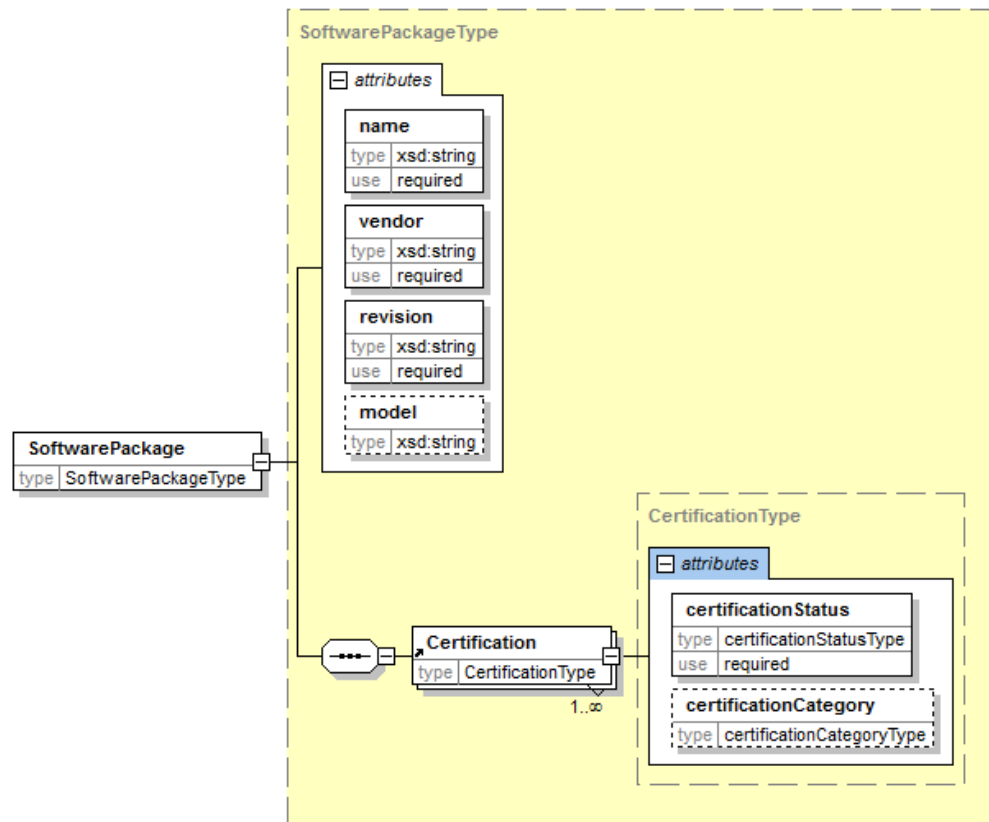 SoftwarePackageType
attributes
name
type xsd:string
use required
vendor
type xsd:string
use required
revision
type xsd:string
use required
model
type xsd:string
SoftwarePackage
type SoftwarePackageType
CertificationType
attributes
certificationStatus
type certificationStatusType
use required
Certification
type CertificationType
1..∞
certificationCategory
type certificationCategoryType